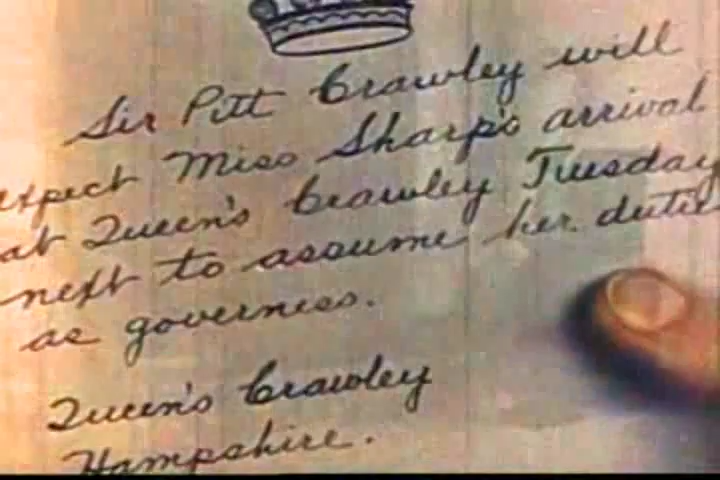 Sir Pitt Crawley will
expect Miss Sharp's arrival
at Queen's Crawley Tuesday
next to assume her duties
as governess.
Queen's Crawley
Hampshire.